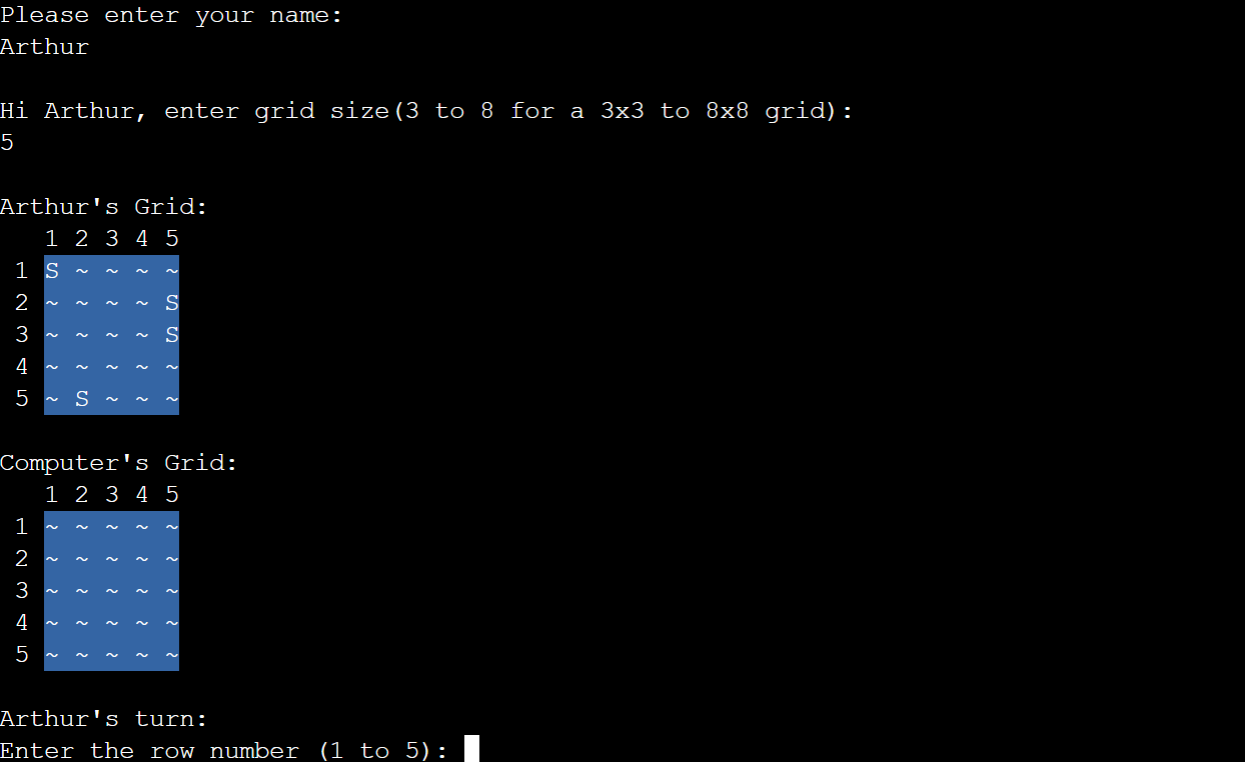 Please enter your name:
Arthur
Hi Arthur, enter grid size(3 to 8 for a 3x3 to 8x8 grid):
5
Arthur's Grid:
   1 2 3 4 5
 1 S ~ ~ ~ ~
 2 ~ ~ ~ ~ S
 3 ~ ~ ~ ~ S
 4 ~ ~ ~ ~ ~
 5 ~ S ~ ~ ~
Computer's Grid:
   1 2 3 4 5
 1 ~ ~ ~ ~ ~
 2 ~ ~ ~ ~ ~
 3 ~ ~ ~ ~ ~
 4 ~ ~ ~ ~ ~
 5 ~ ~ ~ ~ ~
Arthur's turn:
Enter the row number (1 to 5):